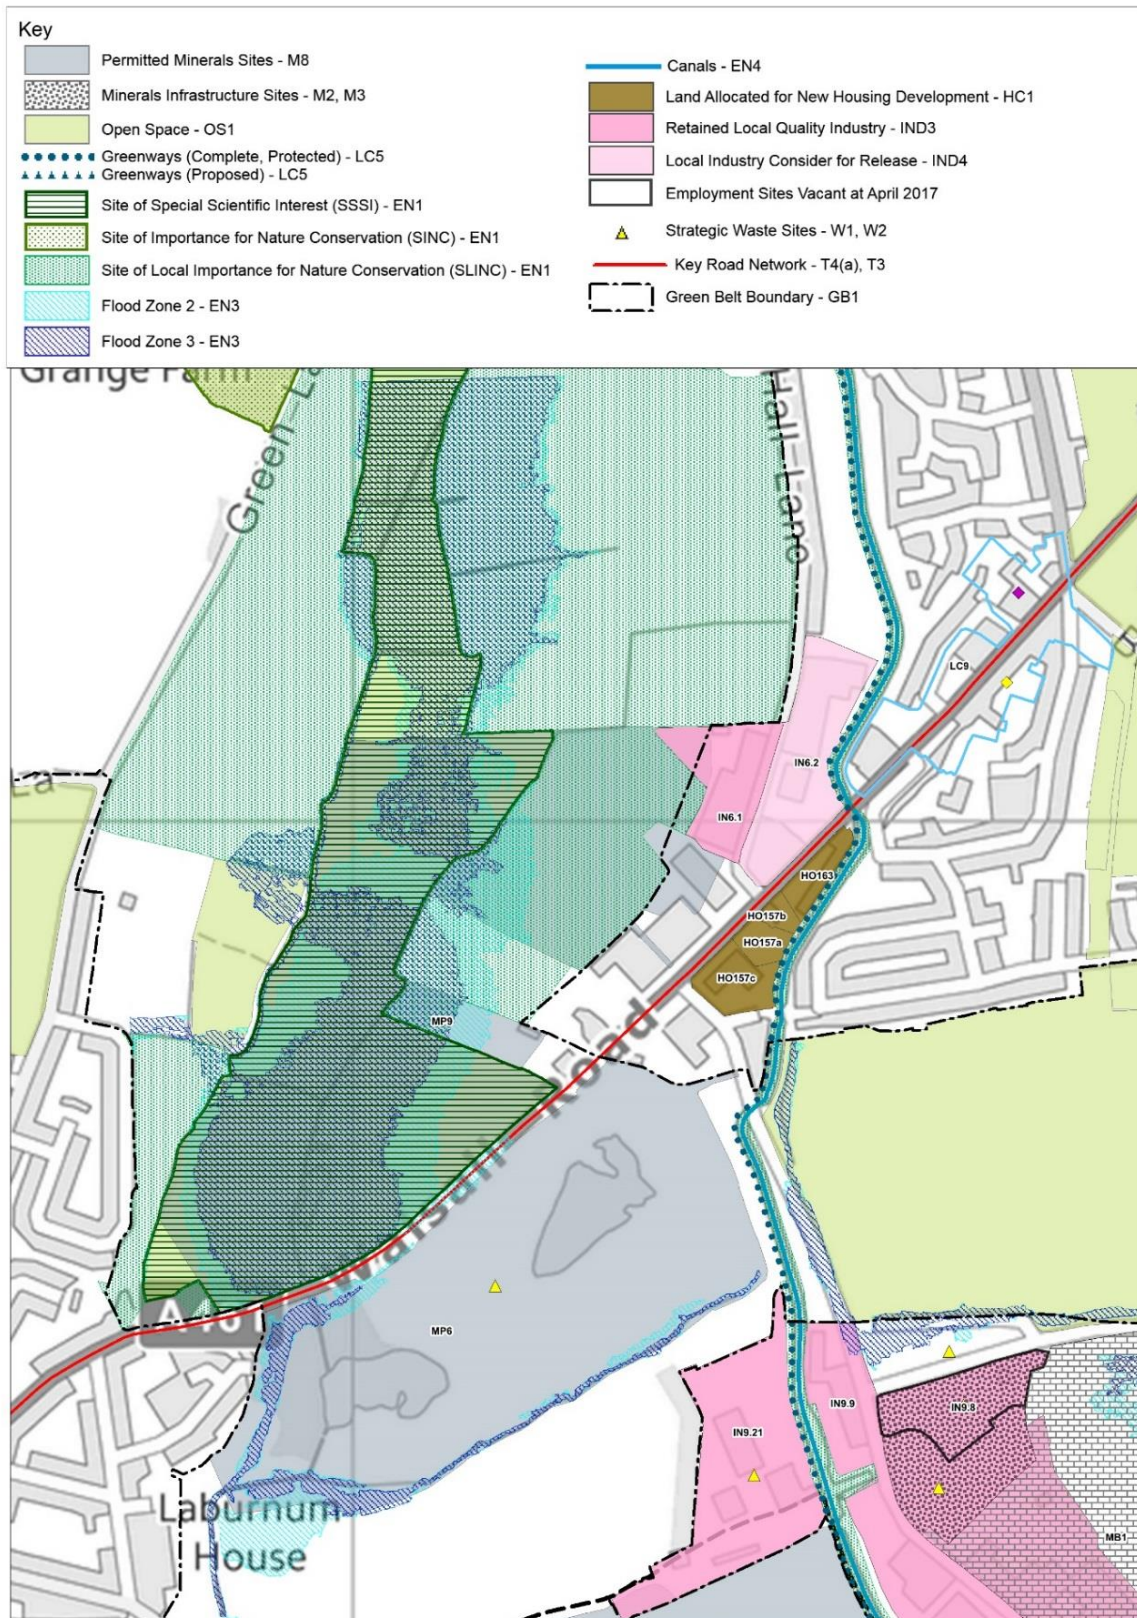 Key
Permitted Minerals Sites - M8
Minerals Infrastructure Sites - M2, M3
Open Space - OS1
Greenways (Complete, Protected) - LC5
Greenways (Proposed) - LC5
Site of Special Scientific Interest (SSSI) - EN1
Site of Importance for Nature Conservation (SINC) - EN1
Site of Local Importance for Nature Conservation (SLINC) - EN1
Flood Zone 2 - EN3
Flood Zone 3 - EN3
Canals - EN4
Land Allocated for New Housing Development - HC1
Retained Local Quality Industry - IND3
Local Industry Consider for Release - IND4
Employment Sites Vacant at April 2017
Strategic Waste Sites - W1, W2
Key Road Network - T4(a), T3
Green Belt Boundary - GB1
Grange Farm
Green-La
Hall-Lane
LC9
La
IN6.2
IN6.1
HO163
HO157b
HO157a
HO157c
MP9
Walsall-Road
MP6
IN9.9
IN9.8
IN9.21
MB1
Laburnum
House